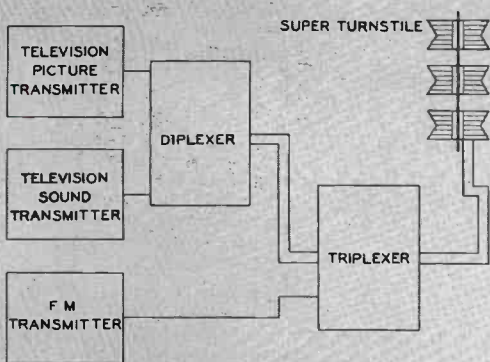 SUPER TURNSTILE
TELEVISION
PICTURE
TRANSMITTER
DIPLEXER
TELEVISION
SOUND
TRANSMITTER
TRIPLEXER
F M
TRANSMITTER